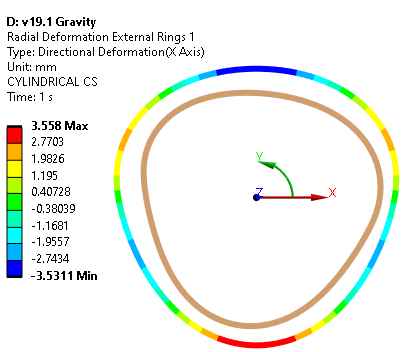 D: v19.1 Gravity
Radial Deformation External Rings 1
Type: Directional Deformation(X Axis)
Unit: mm
CYLINDRICAL CS
Time: 1 s
3.558 Max
2.7703
1.9826
1.195
0.40728
-0.38039
-1.1681
-1.9557
-2.7434
-3.5311 Min
Y
Z
X